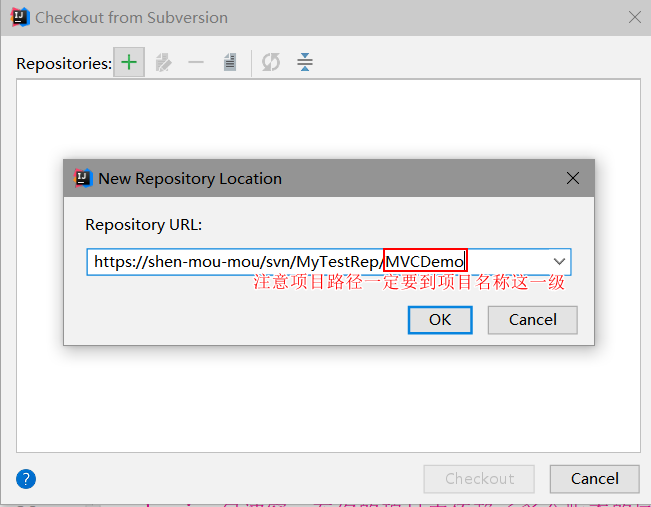 Checkout from Subversion
Repositories:
New Repository Location
Repository URL:
https://shen-mou-mou/svn/MyTestRep/MVCDemo
注意项目路径一定要到项目名称这一级
OK
Cancel
?
Checkout
Cancel